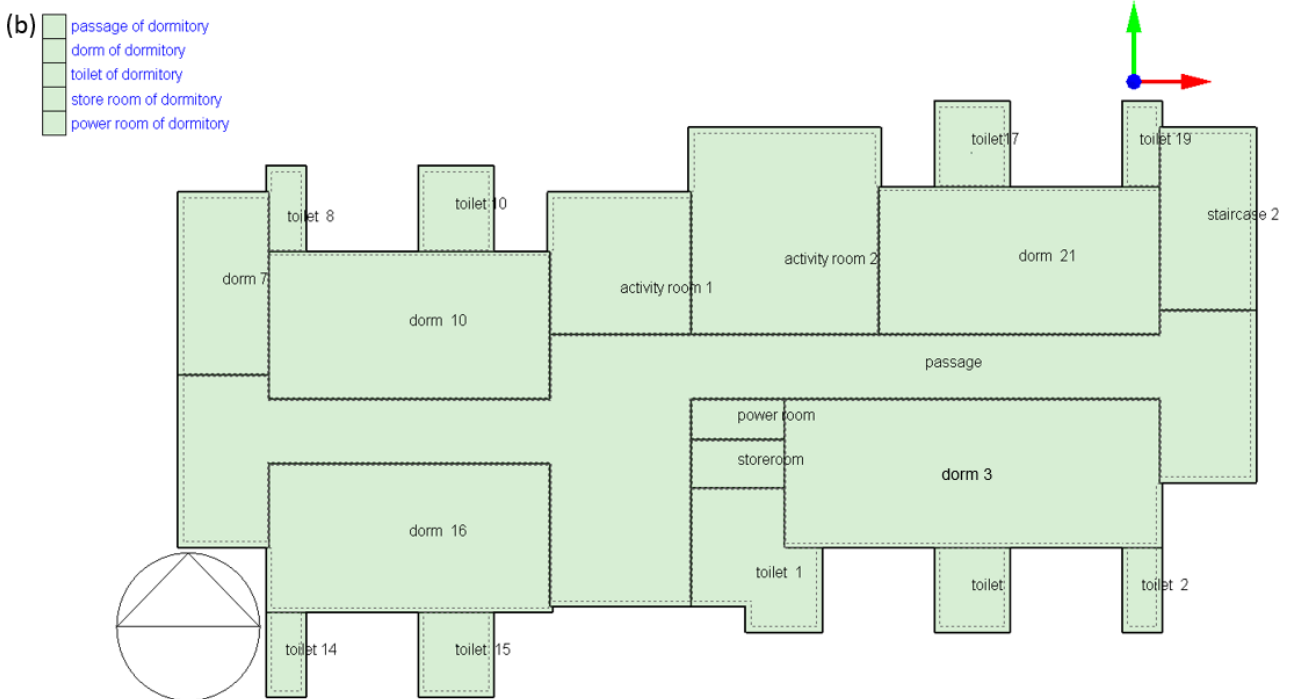 (b)
passage of dormitory
dorm of dormitory
toilet of dormitory
store room of dormitory
power room of dormitory
toilet17
toilet 19
toilet 8
toilet 10
staircase 2
dorm 7
activity room 2
dorm 21
activity room 1
dorm 10
passage
power room
storeroom
dorm 3
dorm 16
toilet 1
toilet
toilet 2
toilet 14
toilet 15